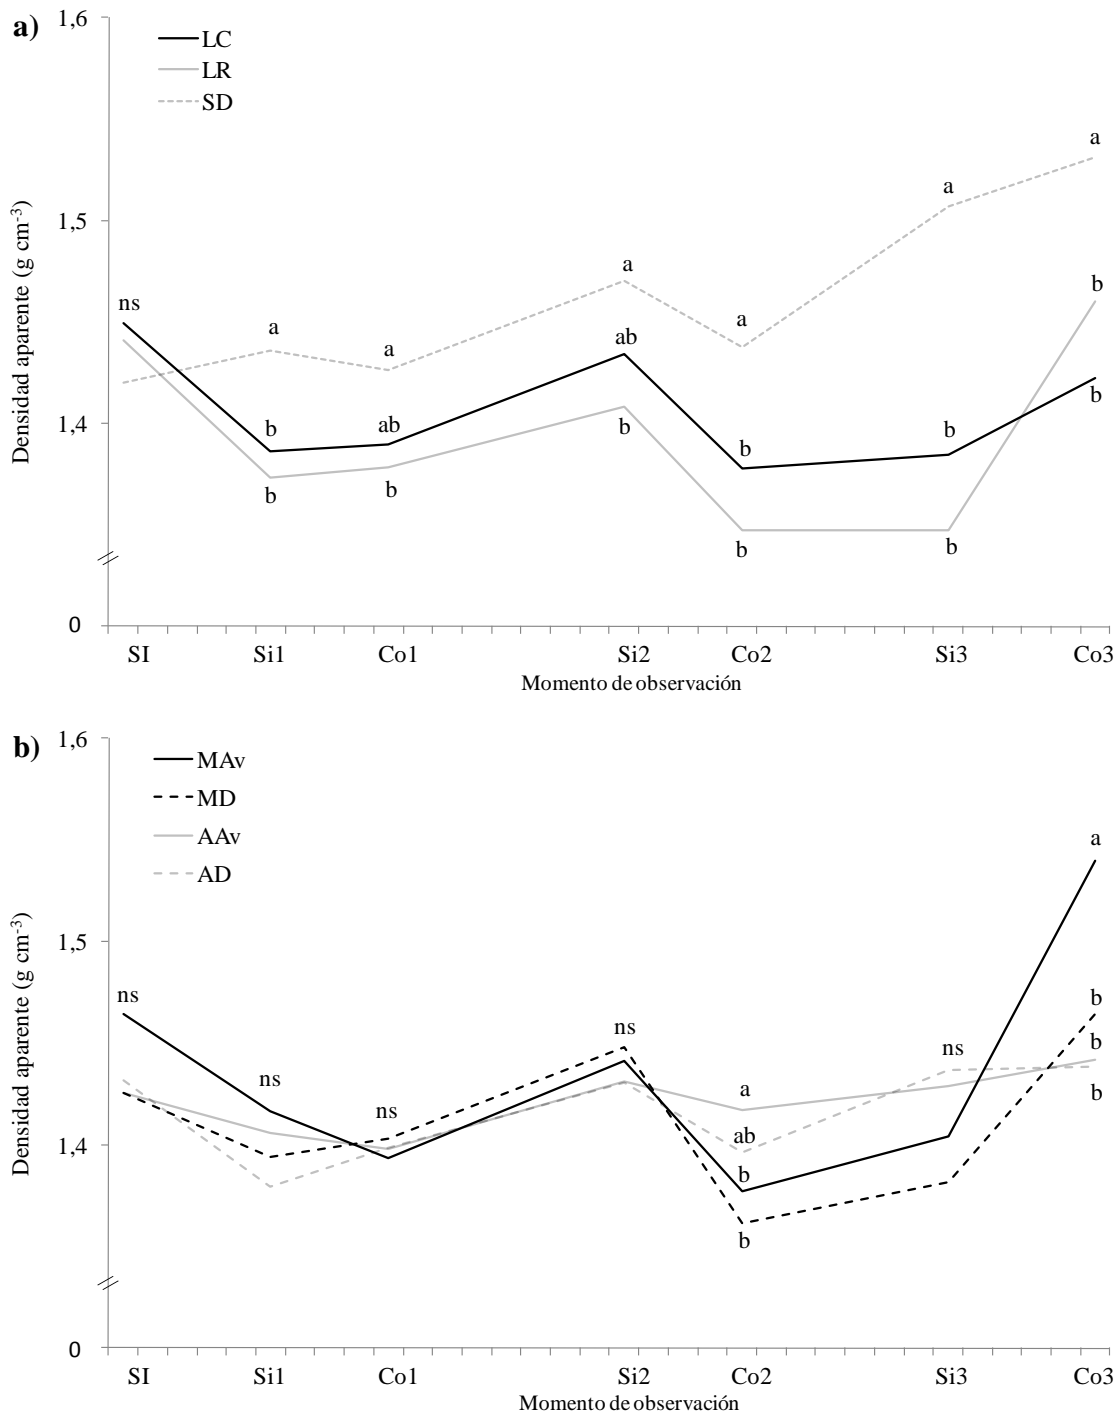 a)
1,6
LC
LR
SD
a
a
1,5
a
a
ns
a
a
ab
b
b
ab
b
b
1,4
b
b
b
b
b
b
Densidad aparente (g cm-3)
0
SI Si1 Co1 Si2 Co2 Si3 Co3
Momento de observación
b)
1,6
MAv
MD
AAv
AD
a
1,5
ns
b
ns
ns
b
ns
ns
a
b
ab
1,4
b
b
Densidad aparente (g cm-3)
0
SI Si1 Co1 Si2 Co2 Si3 Co3
Momento de observación